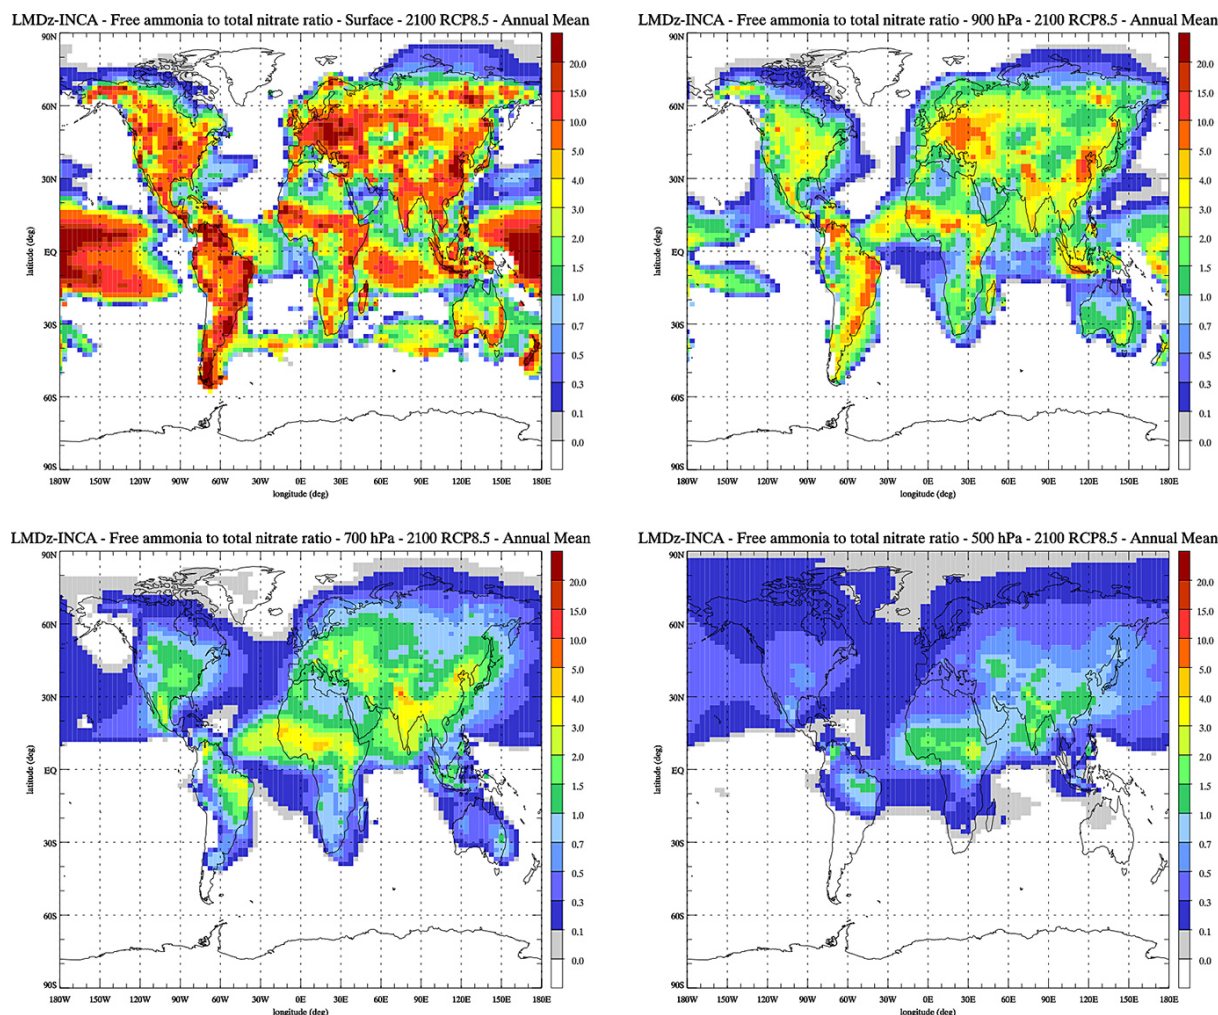 LMDz-INCA - Free ammonia to total nitrate ratio - Surface - 2100 RCP8.5 - Annual Mean
90N
60N
30N
EQ
30S
60S
90S
latitude (deg)
180W 150W 120W 90W 60W 30W 0E 30E 60E 90E 120E 150E 180E
longitude (deg)
20.0
15.0
10.0
5.0
4.0
3.0
2.0
1.5
1.0
0.7
0.5
0.3
0.1
0.0
LMDz-INCA - Free ammonia to total nitrate ratio - 900 hPa - 2100 RCP8.5 - Annual Mean
90N
60N
30N
EQ
30S
60S
90S
latitude (deg)
180W 150W 120W 90W 60W 30W 0E 30E 60E 90E 120E 150E 180E
longitude (deg)
20.0
15.0
10.0
5.0
4.0
3.0
2.0
1.5
1.0
0.7
0.5
0.3
0.1
0.0
LMDz-INCA - Free ammonia to total nitrate ratio - 700 hPa - 2100 RCP8.5 - Annual Mean
90N
60N
30N
EQ
30S
60S
90S
latitude (deg)
180W 150W 120W 90W 60W 30W 0E 30E 60E 90E 120E 150E 180E
longitude (deg)
20.0
15.0
10.0
5.0
4.0
3.0
2.0
1.5
1.0
0.7
0.5
0.3
0.1
0.0
LMDz-INCA - Free ammonia to total nitrate ratio - 500 hPa - 2100 RCP8.5 - Annual Mean
90N
60N
30N
EQ
30S
60S
90S
latitude (deg)
180W 150W 120W 90W 60W 30W 0E 30E 60E 90E 120E 150E 180E
longitude (deg)
20.0
15.0
10.0
5.0
4.0
3.0
2.0
1.5
1.0
0.7
0.5
0.3
0.1
0.0